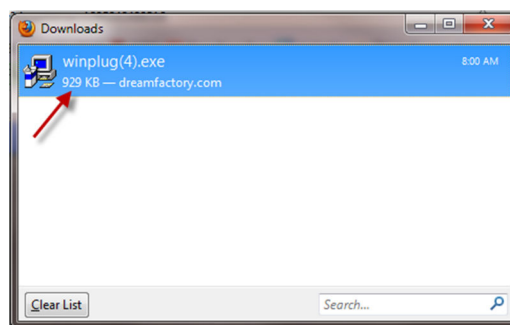 Downloads
winplug(4).exe
8:00 AM
929 KB — dreamfactory.com
Clear List
Search...